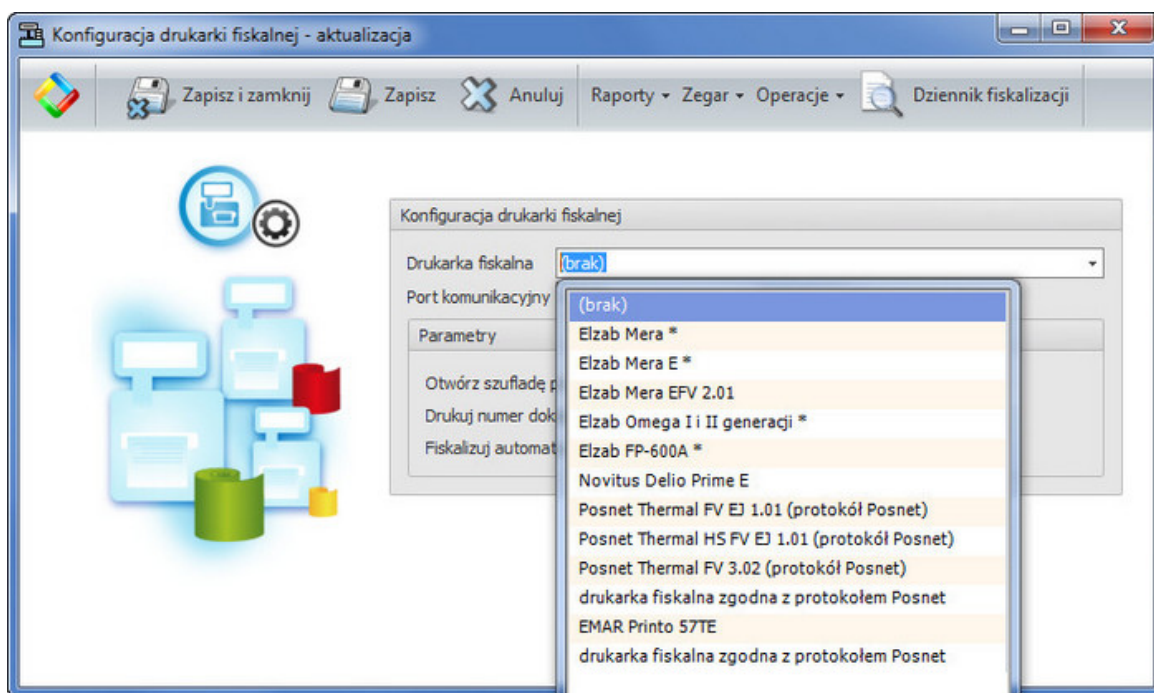 Konfiguracja drukarki fiskalnej - aktualizacja
Zapisz i zamknij Zapisz Anuluj Raporty Zegar Operacje Dziennik fiskalizacji
Konfiguracja drukarki fiskalnej
Drukarka fiskalna (brak)
Port komunikacyjny
Parametry
Otwórz szufladę
Drukuj numer
Fiskalizuj
(brak)
Elzab Mera *
Elzab Mera E *
Elzab Mera EFV 2.01
Elzab Omega I i II generacji *
Elzab FP-600A *
Novitus Delio Prime E
Posnet Thermal FV EJ 1.01 (protokół Posnet)
Posnet Thermal HS FV EJ 1.01 (protokół Posnet)
Posnet Thermal FV 3.02 (protokół Posnet)
drukarka fiskalna zgodna z protokołem Posnet
EMAR Printo 57TE
drukarka fiskalna zgodna z protokołem Posnet